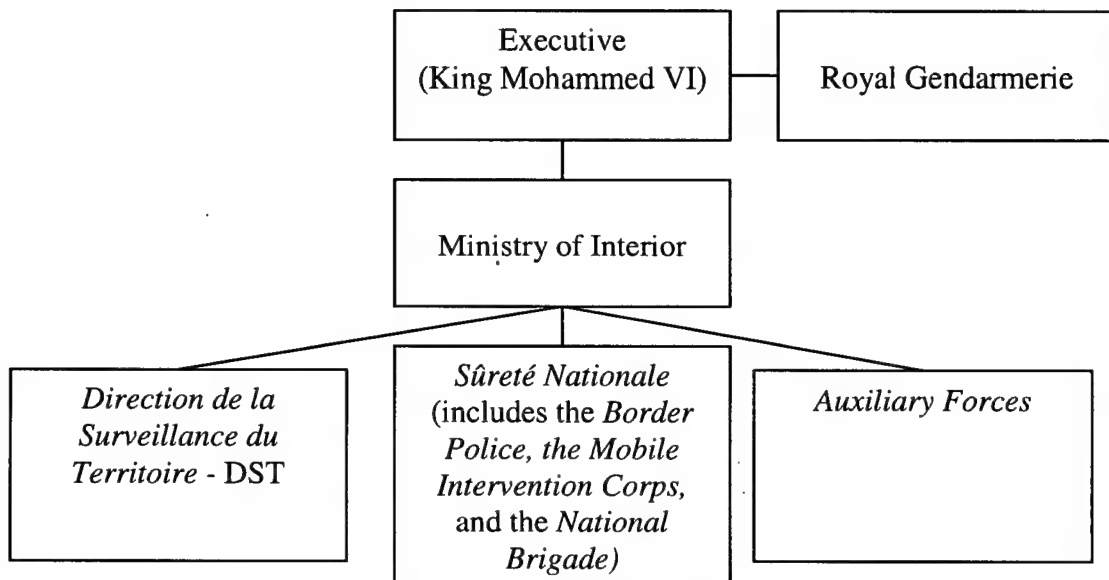 Executive
(King Mohammed VI)
Royal Gendarmerie
Ministry of Interior
Direction de la
Surveillance du
Territoire - DST
Sûreté Nationale
(includes the Border
Police, the Mobile
Intervention Corps,
and the National
Brigade)
Auxiliary Forces